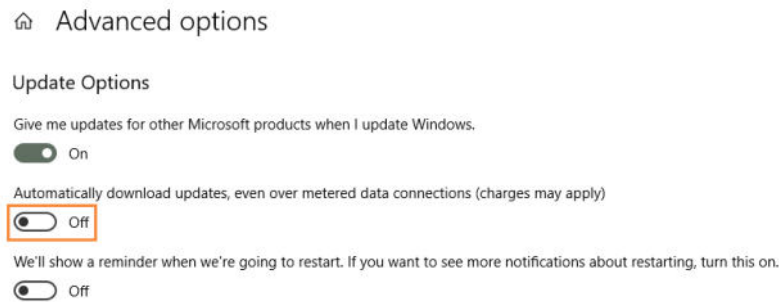 Advanced options
Update Options
Give me updates for other Microsoft products when I update Windows.
On
Automatically download updates, even over metered data connections (charges may apply)
Off
We'll show a reminder when we're going to restart. If you want to see more notifications about restarting, turn this on.
Off